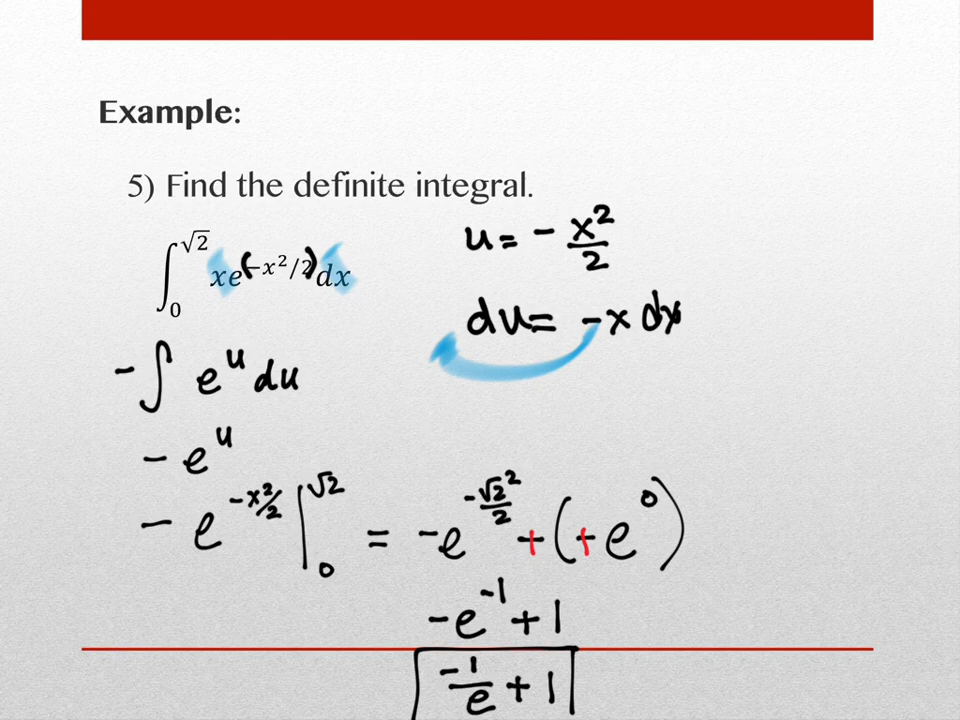 Example:
5) Find the definite integral.
∫₀^√2 xe^(−x²/2) dx
u = - x²/2
du = -x dx
- ∫ e^u du
- e^u
- e^(-x²/2) |₀^√2 = -e^(-√2²/2) + (+e^0)
-e^-1 + 1
-1/e + 1